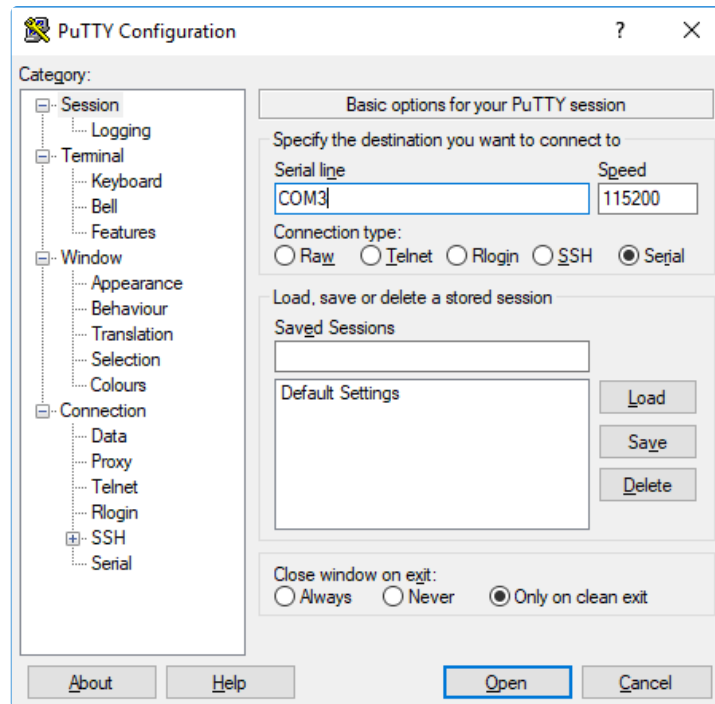 PuTTY Configuration
?
Category:
Session
Logging
Terminal
Keyboard
Bell
Features
Window
Appearance
Behaviour
Translation
Selection
Colours
Connection
Data
Proxy
Telnet
Rlogin
SSH
Serial
Basic options for your PuTTY session
Specify the destination you want to connect to
Serial line Speed
COM3 115200
Connection type:
Raw Telnet Rlogin SSH Serial
Load, save or delete a stored session
Saved Sessions
Default Settings
Load
Save
Delete
Close window on exit:
Always Never Only on clean exit
About Help Open Cancel